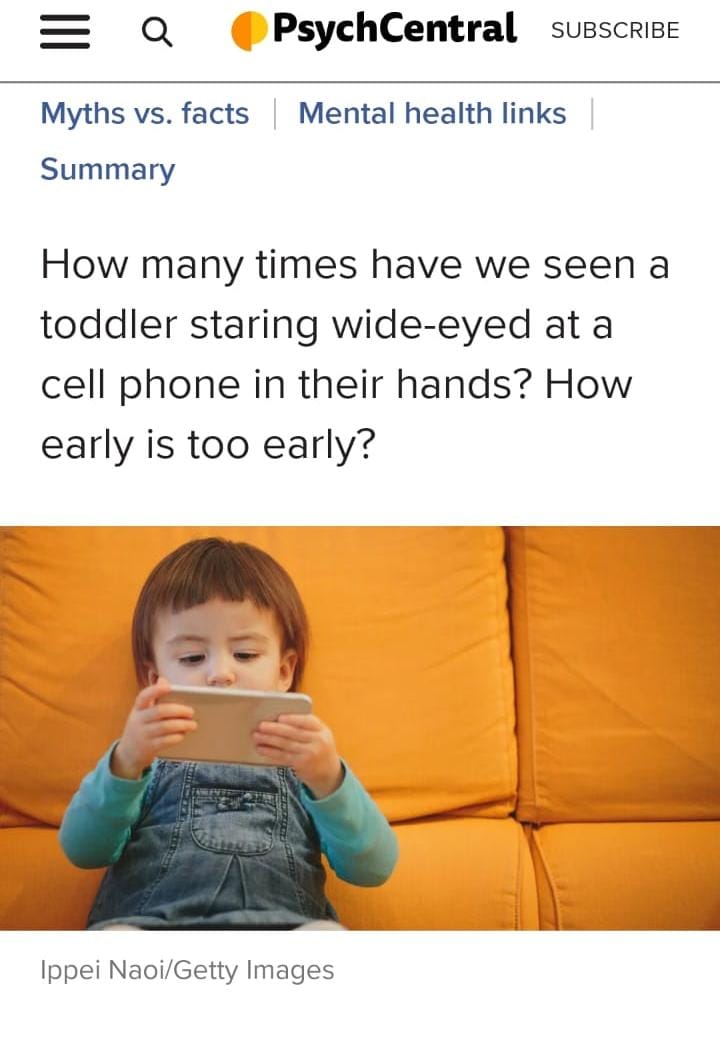 PsychCentral SUBSCRIBE
Myths vs. facts | Mental health links |
Summary
How many times have we seen a
toddler staring wide-eyed at a
cell phone in their hands? How
early is too early?
Ippei Naoi/Getty Images